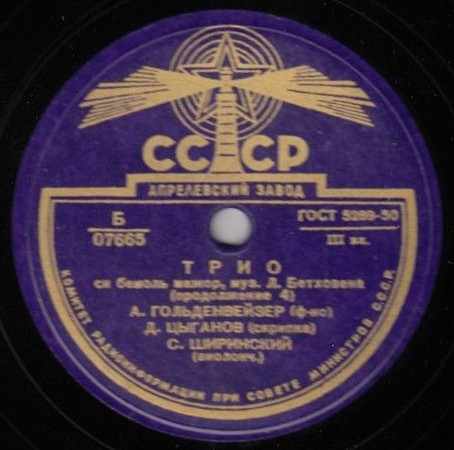 СССР
АПРЕЛЕВСКИЙ ЗАВОД
Б
07665
ГОСТ 5289-50
III кл.
ТРИО
си бемоль мажор, муз. Л. Бетховена
(продолжение 4)
А. ГОЛЬДЕНВЕЙЗЕР (ф-но)
Д. ЦЫГАНОВ (скрипка)
С. ШИРИНСКИЙ
(виолонч.)
КОМИТЕТ РАДИОИНФОРМАЦИИ ПРИ СОВЕТЕ МИНИСТРОВ С.С.С.Р.